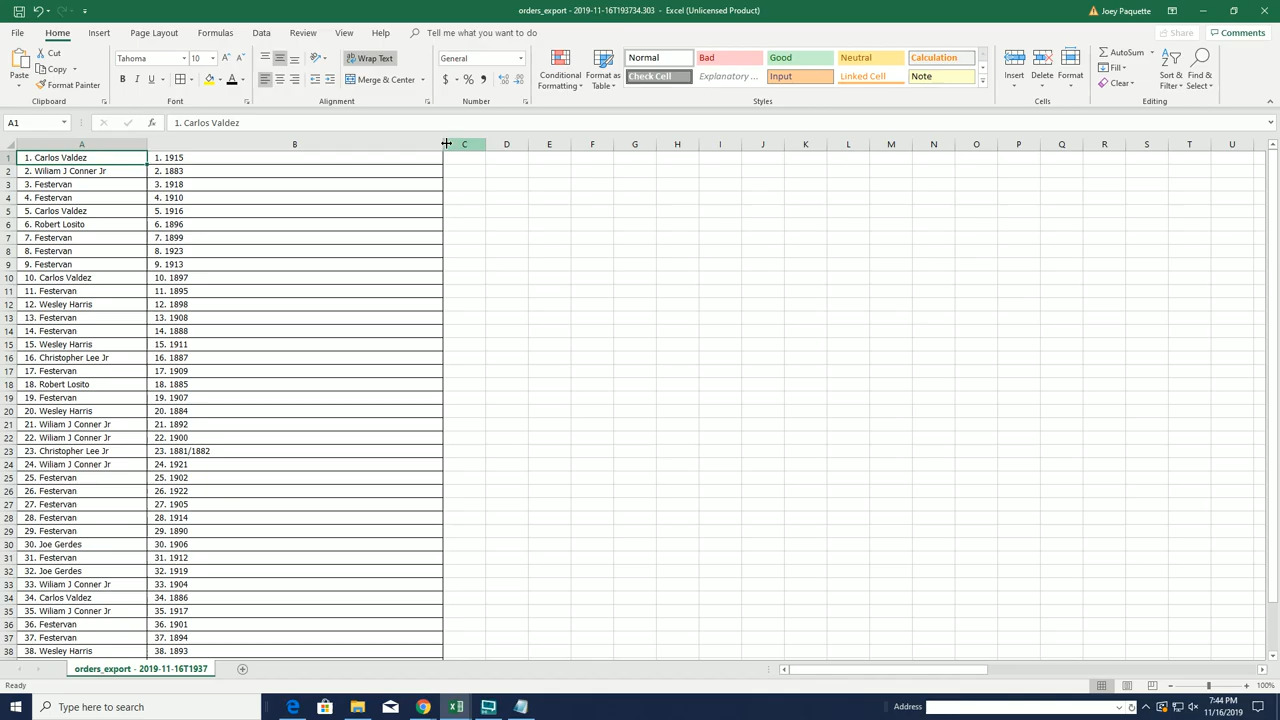 orders_export - 2019-11-16T193734.303 - Excel (Unlicensed Product)
Joey Paquette
File Home Insert Page Layout Formulas Data Review View Help Tell me what you want to do
Share Comments
Paste
Cut
Copy
Format Painter
Clipboard
Tahoma 10
B I U
Font
Wrap Text
Merge & Center
Alignment
General
$ % ,
Number
Conditional Formatting
Format as Table
Normal Bad Good Neutral Calculation
Check Cell Explanatory ... Input Linked Cell Note
Styles
Insert Delete Format
Cells
AutoSum
Fill
Clear
Sort & Filter
Find & Select
Editing
A1 fx 1. Carlos Valdez
A B C D E F G H I J K L M N O P Q R S T U
1 1. Carlos Valdez 1. 1915
2 2. Wiliam J Conner Jr 2. 1883
3 3. Festervan 3. 1918
4 4. Festervan 4. 1910
5 5. Carlos Valdez 5. 1916
6 6. Robert Losito 6. 1896
7 7. Festervan 7. 1899
8 8. Festervan 8. 1923
9 9. Festervan 9. 1913
10 10. Carlos Valdez 10. 1897
11 11. Festervan 11. 1895
12 12. Wesley Harris 12. 1898
13 13. Festervan 13. 1908
14 14. Festervan 14. 1888
15 15. Wesley Harris 15. 1911
16 16. Christopher Lee Jr 16. 1887
17 17. Festervan 17. 1909
18 18. Robert Losito 18. 1885
19 19. Festervan 19. 1907
20 20. Wesley Harris 20. 1884
21 21. Wiliam J Conner Jr 21. 1892
22 22. Wiliam J Conner Jr 22. 1900
23 23. Christopher Lee Jr 23. 1881/1882
24 24. Wiliam J Conner Jr 24. 1921
25 25. Festervan 25. 1902
26 26. Festervan 26. 1922
27 27. Festervan 27. 1905
28 28. Festervan 28. 1914
29 29. Festervan 29. 1890
30 30. Joe Gerdes 30. 1906
31 31. Festervan 31. 1912
32 32. Joe Gerdes 32. 1919
33 33. Wiliam J Conner Jr 33. 1904
34 34. Carlos Valdez 34. 1886
35 35. Wiliam J Conner Jr 35. 1917
36 36. Festervan 36. 1901
37 37. Festervan 37. 1894
38 38. Wesley Harris 38. 1893
orders_export - 2019-11-16T1937
Ready
100%
Type here to search
Address
7:44 PM
11/16/2019